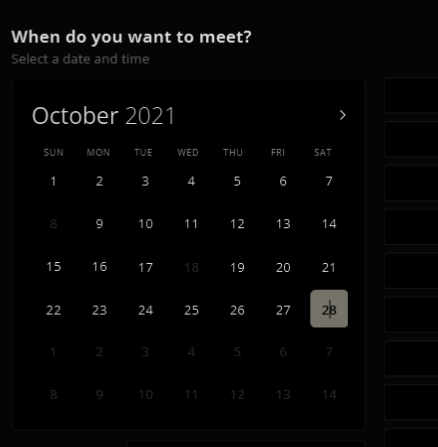 When do you want to meet?
Select a date and time
October 2021
SUN MON TUE WED THU FRI SAT
1 2 3 4 5 6 7
8 9 10 11 12 13 14
15 16 17 18 19 20 21
22 23 24 25 26 27 28
1 2 3 4 5 6 7
8 9 10 11 12 13 14